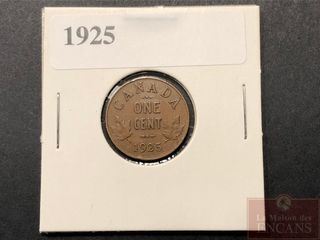 1925
CANADA
ONE
CENT
1925
La Maison des
ENCANS